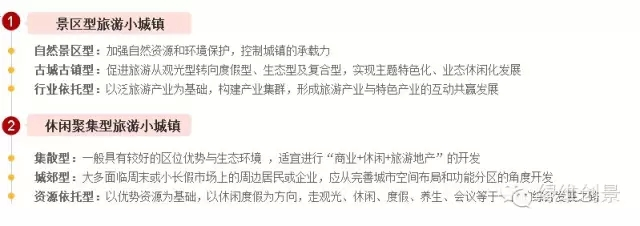 1 景区型旅游小城镇
自然景区型：加强自然资源和环境保护，控制城镇的承载力
古城古镇型：促进旅游从观光型转向度假型、生态型及复合型，实现主题特色化、业态休闲化发展
行业依托型：以泛旅游产业为基础，构建产业集群，形成旅游产业与特色产业的互动共赢发展
2 休闲聚集型旅游小城镇
集散型：一般具有较好的区位优势与生态环境 ，适宜进行“商业+休闲+旅游地产”的开发
城郊型：大多面临周末或小长假市场上的周边居民或企业，应从完善城市空间布局和功能分区的角度开发
资源依托型：以优势资源为基础，以休闲度假为方向，走观光、休闲、度假、养生、会议等于一
绿维创景